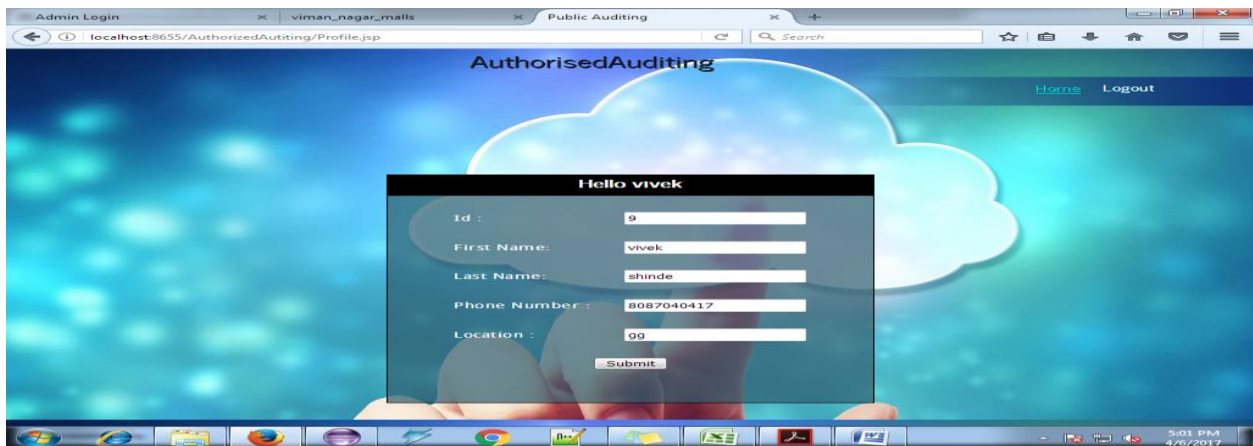 Admin Login
viman_nagar_malls
Public Auditing
localhost:8655/AuthorizedAutiting/Profile.jsp
Search
AuthorisedAuditing
Home Logout
Hello vivek
Id : 9
First Name: vivek
Last Name: shinde
Phone Number : 8087040417
Location : gg
Submit
5:01 PM
4/6/2017